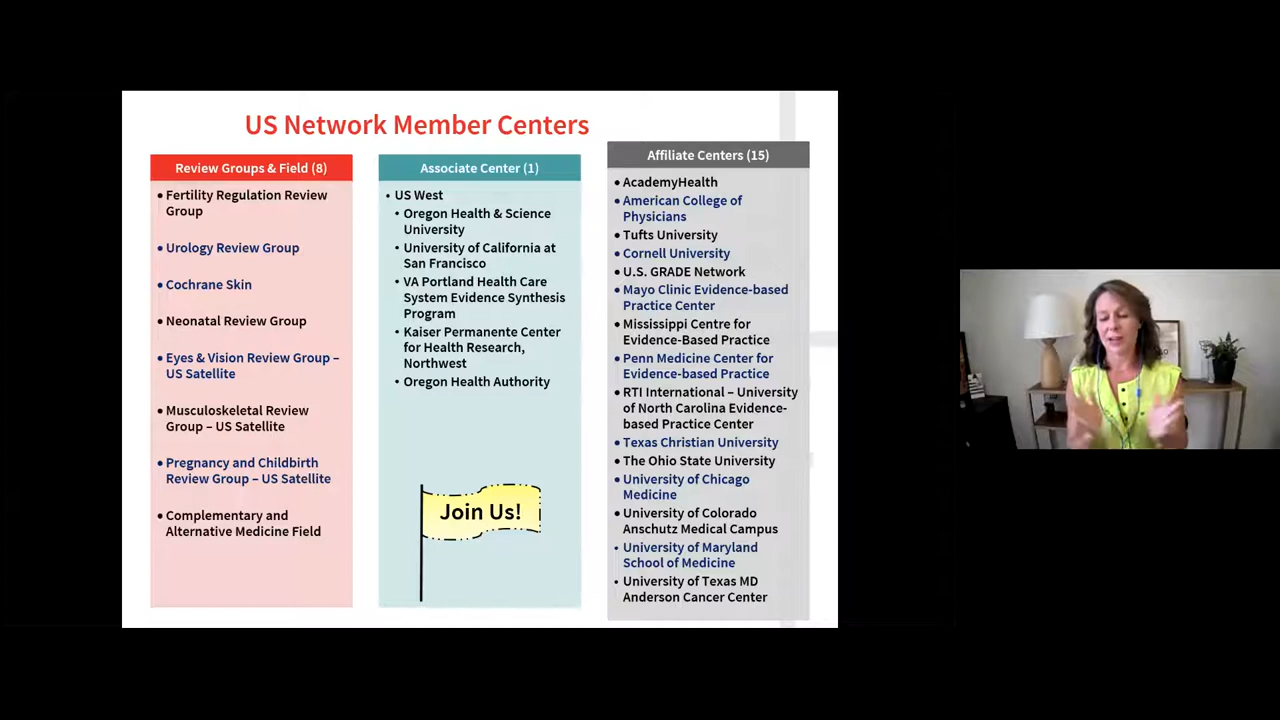 US Network Member Centers
Review Groups & Field (8)
• Fertility Regulation Review
Group
• Urology Review Group
• Cochrane Skin
• Neonatal Review Group
• Eyes & Vision Review Group –
US Satellite
• Musculoskeletal Review
Group – US Satellite
• Pregnancy and Childbirth
Review Group – US Satellite
• Complementary and
Alternative Medicine Field
Associate Center (1)
• US West
• Oregon Health & Science
University
• University of California at
San Francisco
• VA Portland Health Care
System Evidence Synthesis
Program
• Kaiser Permanente Center
for Health Research,
Northwest
• Oregon Health Authority
Join Us!
Affiliate Centers (15)
• AcademyHealth
• American College of
Physicians
• Tufts University
• Cornell University
• U.S. GRADE Network
• Mayo Clinic Evidence-based
Practice Center
• Mississippi Centre for
Evidence-Based Practice
• Penn Medicine Center for
Evidence-based Practice
• RTI International – University
of North Carolina Evidence-
based Practice Center
• Texas Christian University
• The Ohio State University
• University of Chicago
Medicine
• University of Colorado
Anschutz Medical Campus
• University of Maryland
School of Medicine
• University of Texas MD
Anderson Cancer Center